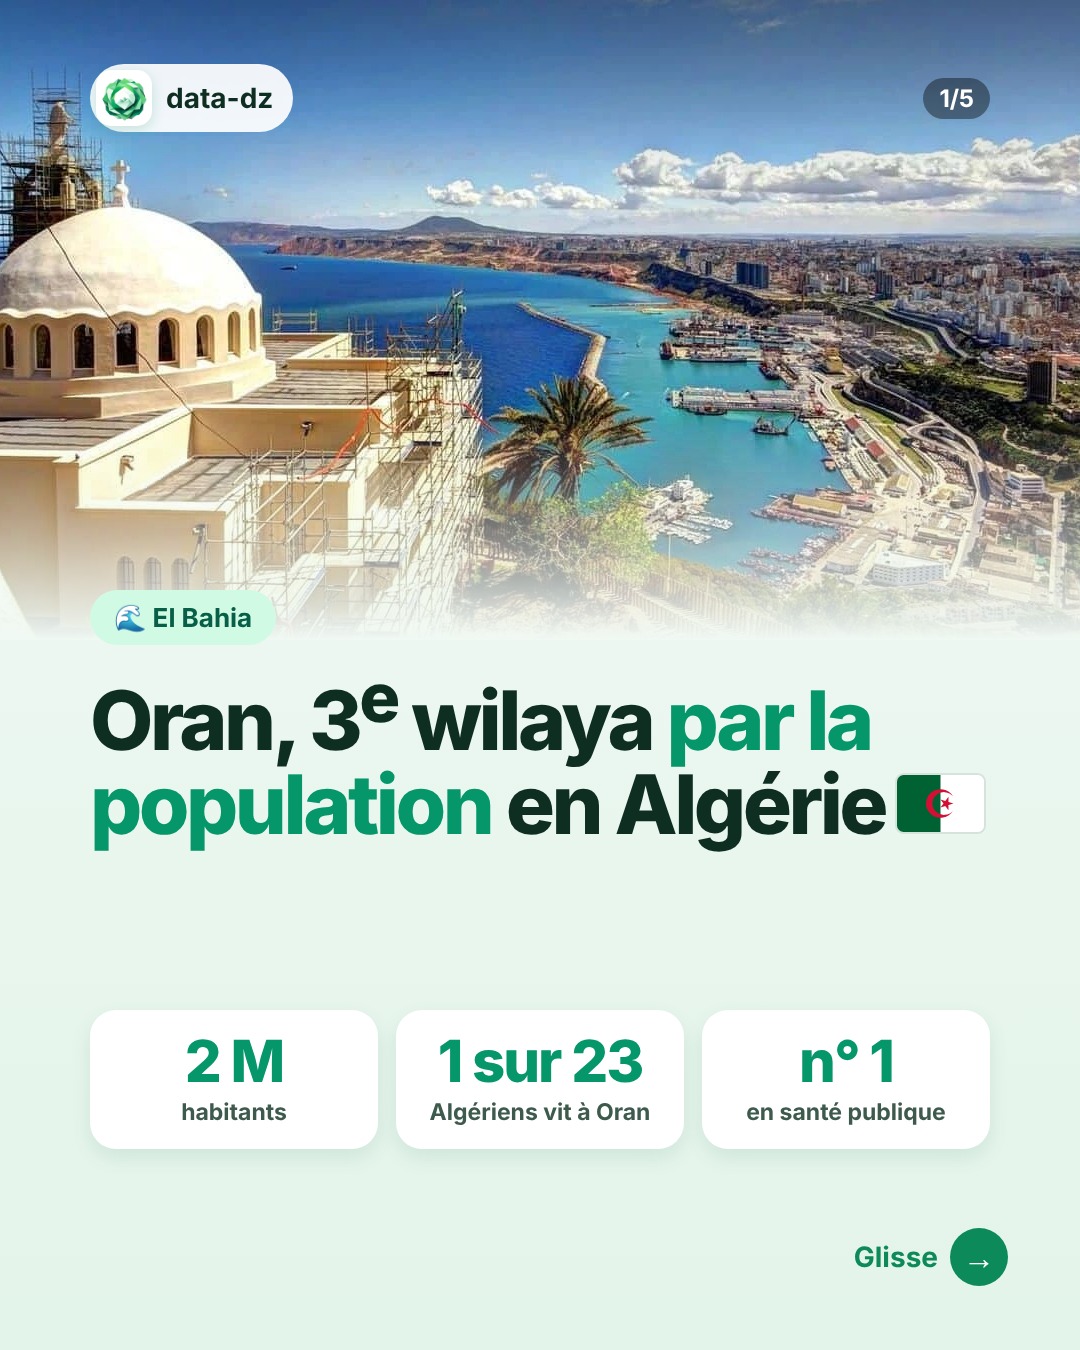 data-dz
1/5
🌊 El Bahia
Oran, 3e wilaya par la
population en Algérie 🇩🇿
2 M
habitants
1 sur 23
Algériens vit à Oran
n° 1
en santé publique
Glisse →